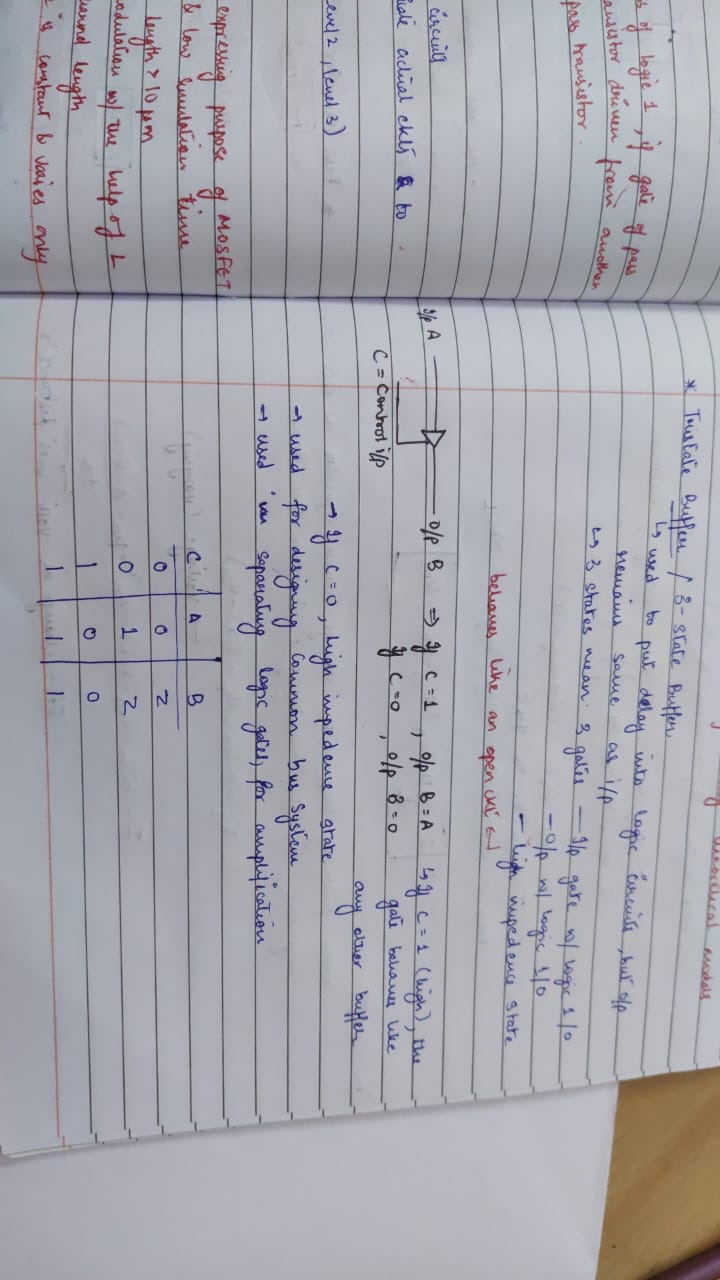 theoretical models
* Tristate Buffer / 3-State Buffer
↳ used to put delay into logic circuits, but o/p
remains same as i/p
↳ 3 states mean 3 gates — I/p gate w/ logic 1/0
— O/p w/ logic 1/0
— high impedence state
behaves like an open ckt ↵
I/p A
O/p B ⇒ If C=1, o/p B=A
If C=0, o/p B=0
C = Control i/p
↳ If C=1 (high), the
gate behaves like
any other buffer
→ If C=0, high impedence state
→ used for designing Common bus System
→ used in separating logic gates, for amplification
C A B
0 0 Z
0 1 Z
1 0 0
1 1 1
s of logic 1, if gate of pass
ansistor driven from another
pass transistor.
circuits
actual ckts to
level 2, level 3)
expressing purpose of MOSFET
& low simulation time
length > 10 μm
modulation w/ the help of L
channel length
is constant & varies only